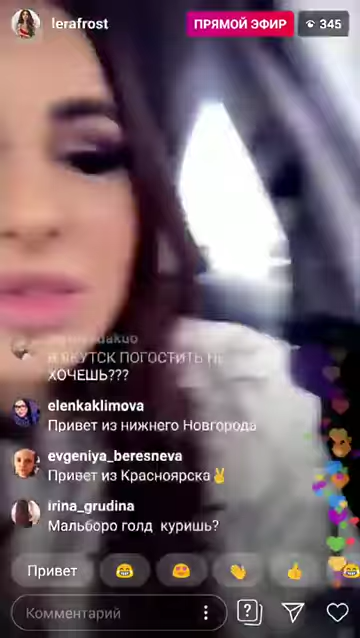 lerafrost
ПРЯМОЙ ЭФИР
345
В ЯКУТСК ПОГОСТИТЬ НЕ
ХОЧЕШЬ???
elenkaklimova
Привет из нижнего Новгорода
evgeniya_beresneva
Привет из Красноярска✌
irina_grudina
Мальборо голд куришь?
Привет
Комментарий